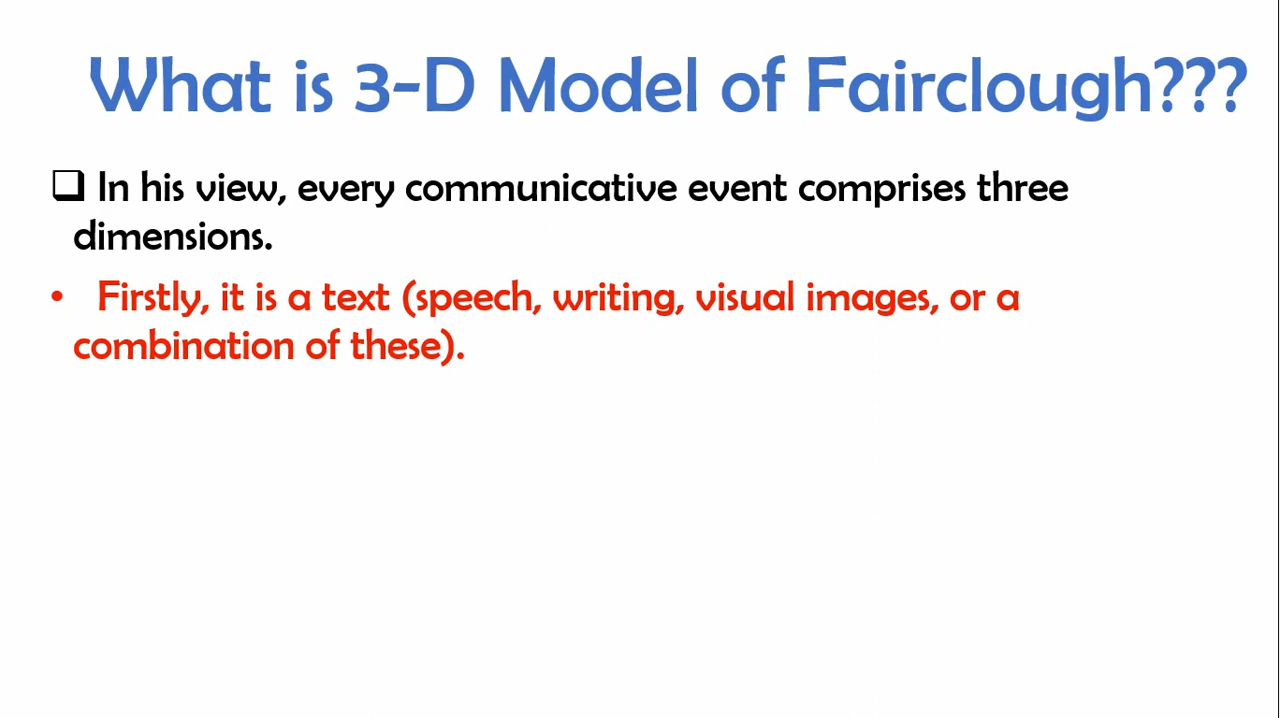 What is 3-D Model of Fairclough???
❑ In his view, every communicative event comprises three
dimensions.
• Firstly, it is a text (speech, writing, visual images, or a
combination of these).